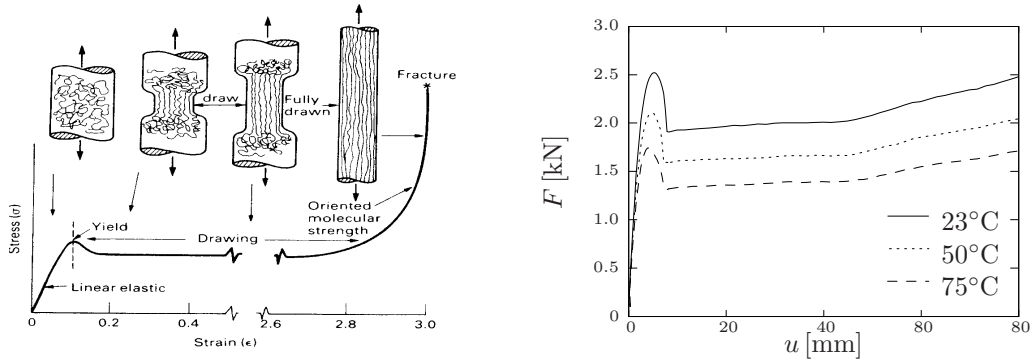 draw
Fully
drawn
Fracture
Oriented
molecular
strength
Yield
Drawing
Linear elastic
Stress (σ)
0
0.2
0.4
2.6
2.8
3.0
Strain (ϵ)
3.0
2.5
2.0
1.5
1.0
0.5
0
F [kN]
23°C
50°C
75°C
0
20
40
60
80
u [mm]